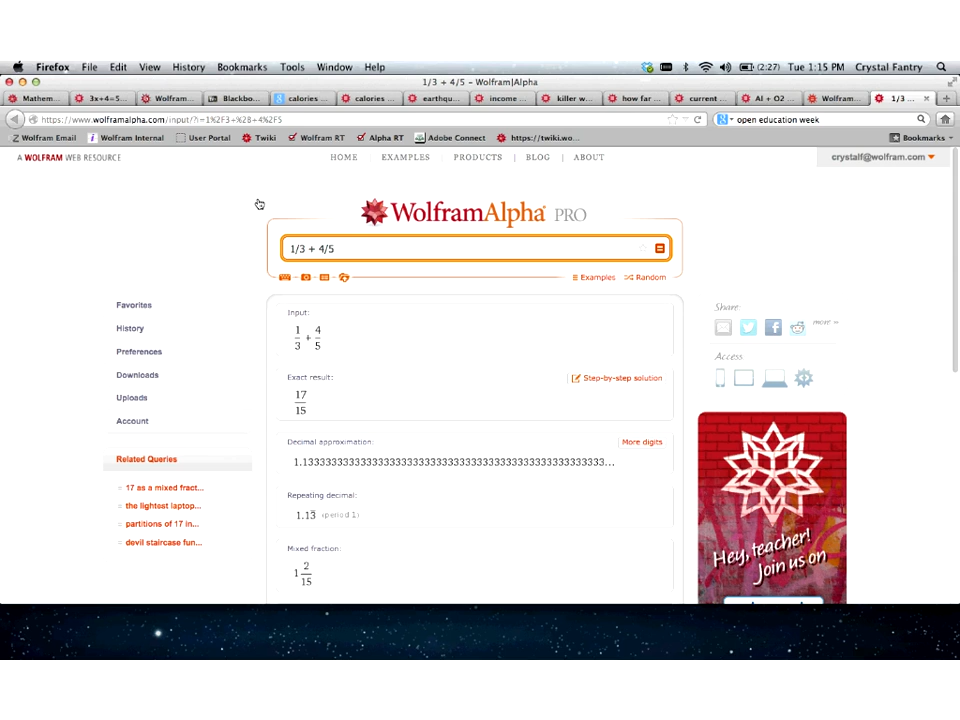 Firefox File Edit View History Bookmarks Tools Window Help (2:27) Tue 1:15 PM Crystal Fantry
1/3 + 4/5 – Wolfram|Alpha
Mathem... 3x+4=5... Wolfram... Blackbo... calories ... calories ... earthqu... income ... killer w... how far ... current ... Al + O2 ... Wolfram... 1/3 ...
https://www.wolframalpha.com/input/?i=1%2F3+%2B+4%2F5 open education week
Wolfram Email Wolfram Internal User Portal Twiki Wolfram RT Alpha RT Adobe Connect https://twiki.wo... Bookmarks
A WOLFRAM WEB RESOURCE HOME EXAMPLES PRODUCTS BLOG ABOUT crystalf@wolfram.com
WolframAlpha PRO
1/3 + 4/5
Examples Random
Favorites
History
Preferences
Downloads
Uploads
Account
Related Queries
17 as a mixed fract...
the lightest laptop...
partitions of 17 in...
devil staircase fun...
Input:
1/3 + 4/5
Exact result: Step-by-step solution
17/15
Decimal approximation: More digits
Repeating decimal:
1.13̅ (period 1)
Mixed fraction:
1 2/15
Share:
more »
Access
Hey, teacher!
Join us on